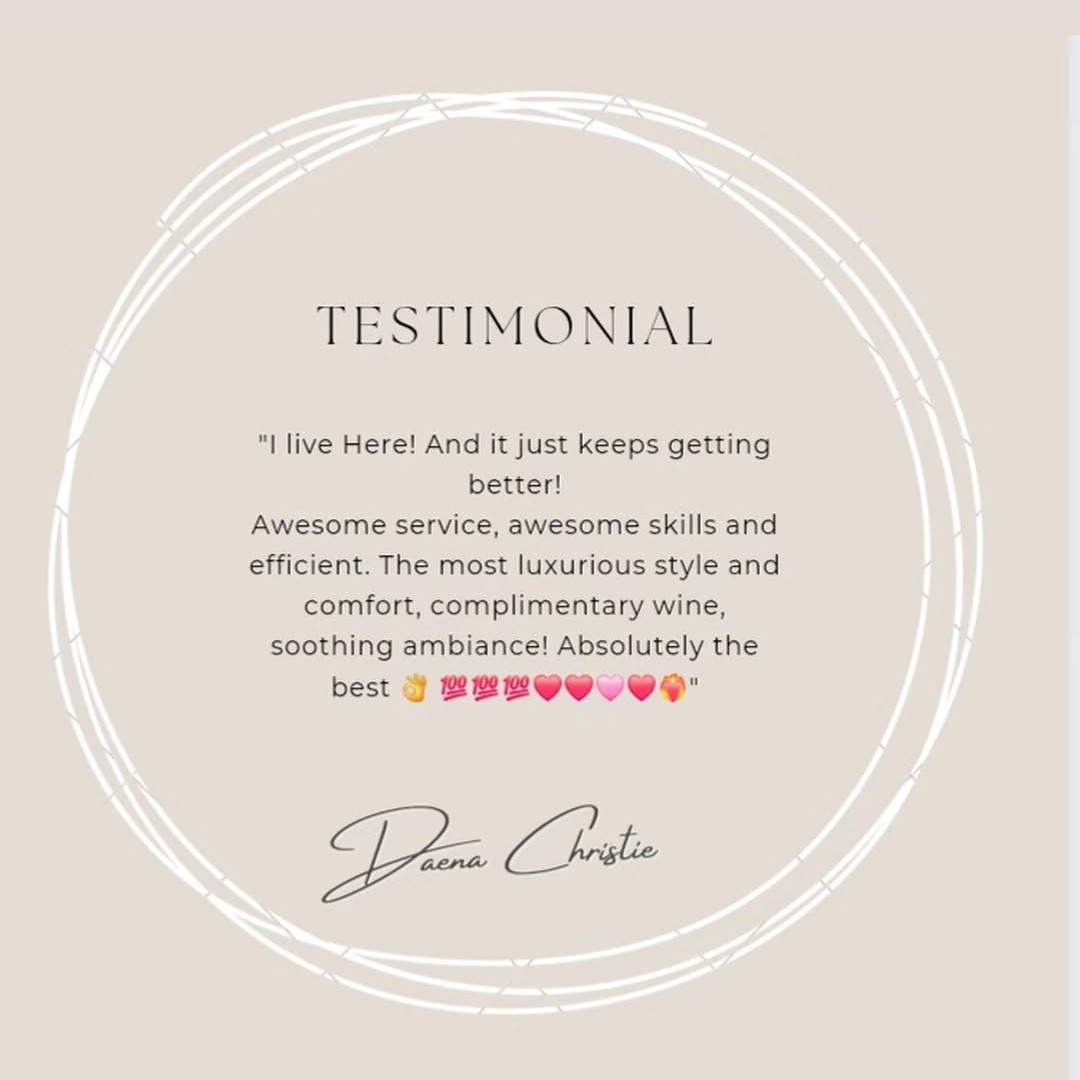 TESTIMONIAL
"I live Here! And it just keeps getting
better!
Awesome service, awesome skills and
efficient. The most luxurious style and
comfort, complimentary wine,
soothing ambiance! Absolutely the
best 👌 💯💯💯❤️❤️🩷❤️❤️‍🔥"
Daena Christie